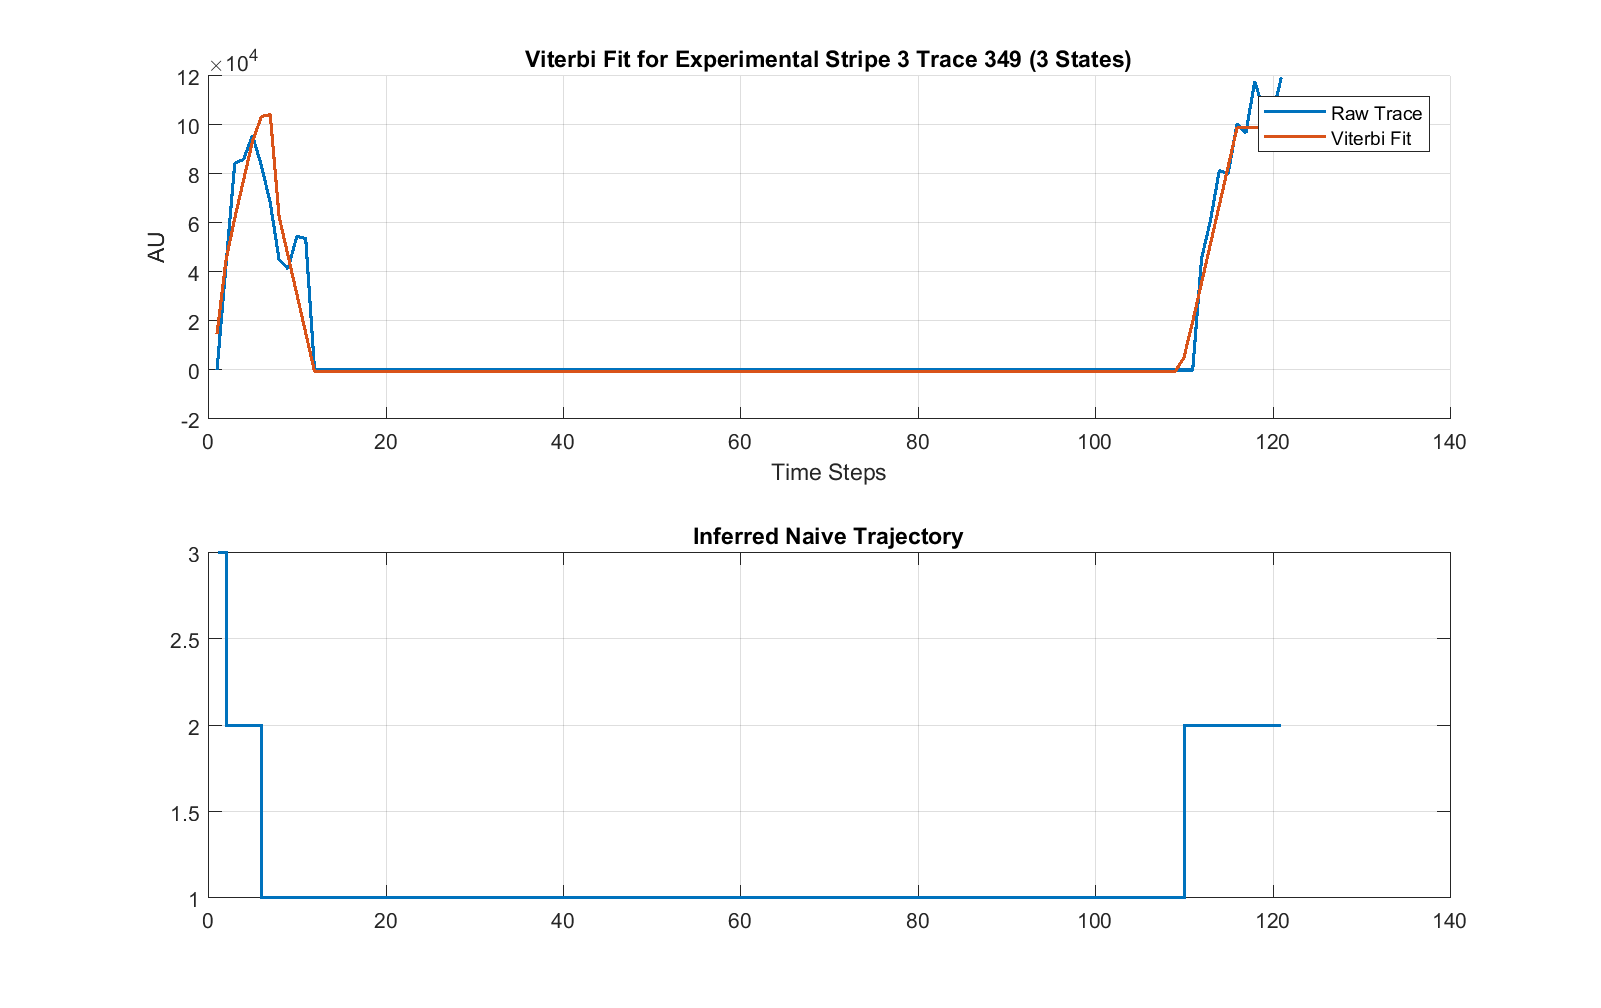 Viterbi Fit for Experimental Stripe 3 Trace 349 (3 States)
×10^4
12
10
8
6
4
2
0
-2
AU
Raw Trace
Viterbi Fit
0 20 40 60 80 100 120 140
Time Steps
Inferred Naive Trajectory
3
2.5
2
1.5
1
0 20 40 60 80 100 120 140